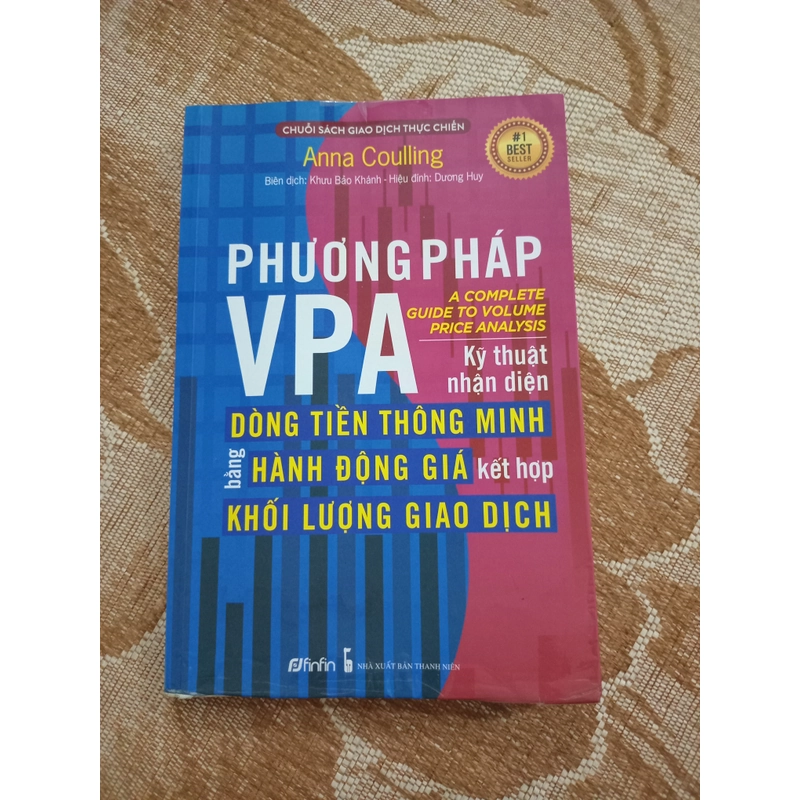 CHUỖI SÁCH GIAO DỊCH THỰC CHIẾN
Anna Coulling
Biên dịch: Khưu Bảo Khánh - Hiệu đính: Dương Huy
#1
BEST
SELLER
PHƯƠNG PHÁP
VPA
A COMPLETE
GUIDE TO VOLUME
PRICE ANALYSIS
Kỹ thuật
nhận diện
DÒNG TIỀN THÔNG MINH
bằng HÀNH ĐỘNG GIÁ kết hợp
KHỐI LƯỢNG GIAO DỊCH
finfin
NHÀ XUẤT BẢN THANH NIÊN